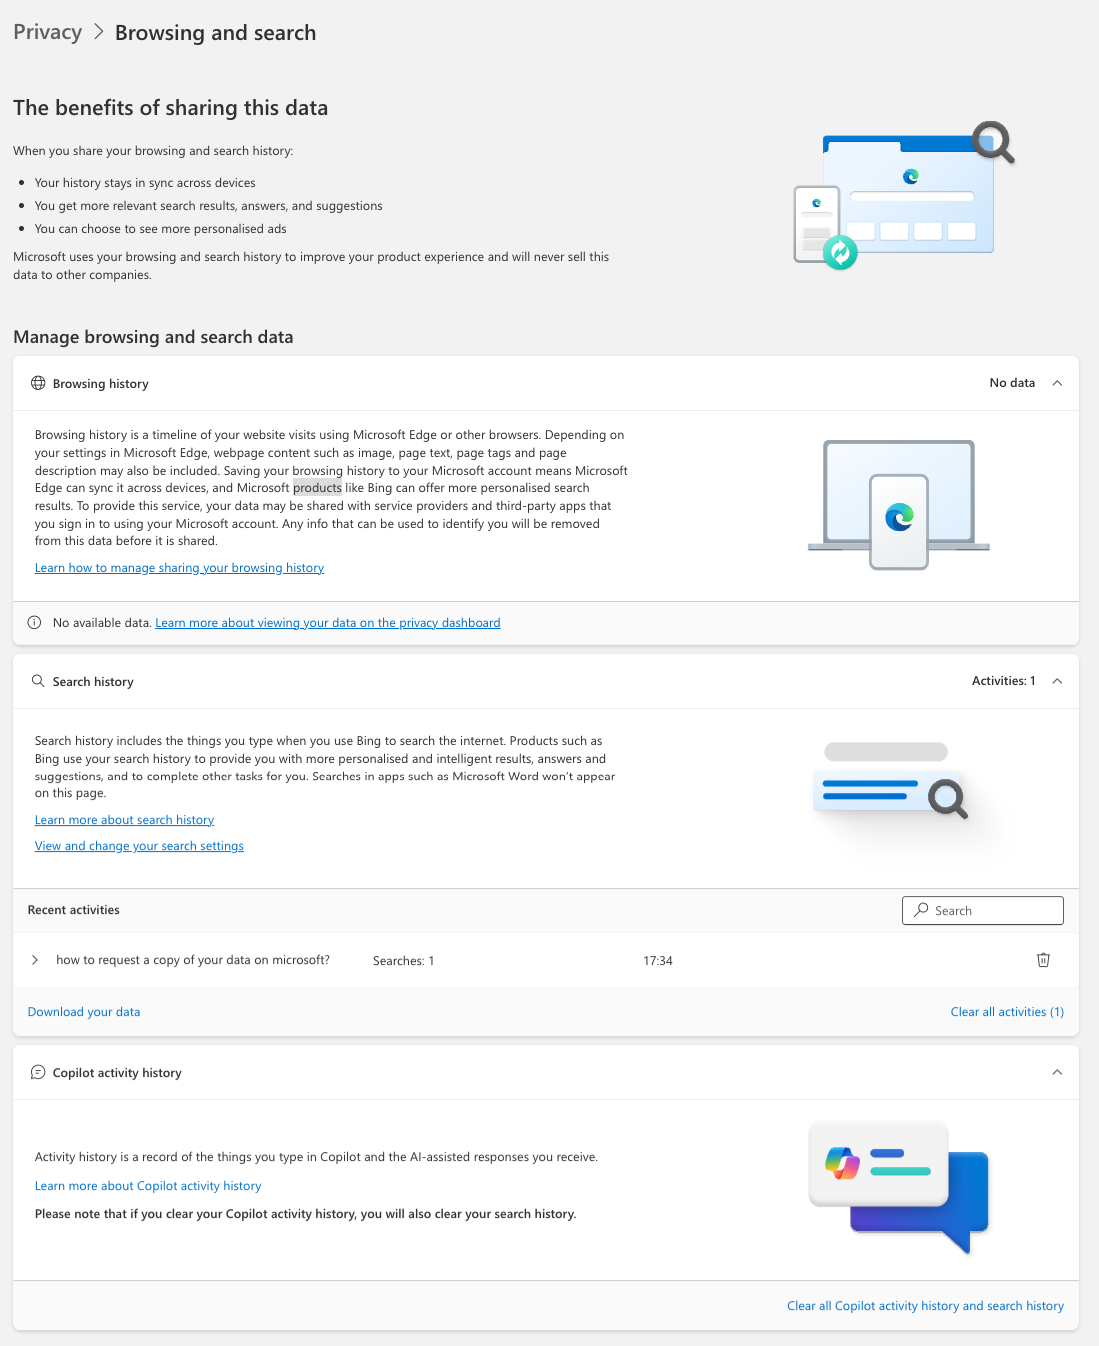 Privacy > Browsing and search
The benefits of sharing this data
When you share your browsing and search history:
• Your history stays in sync across devices
• You get more relevant search results, answers, and suggestions
• You can choose to see more personalised ads
Microsoft uses your browsing and search history to improve your product experience and will never sell this
data to other companies.
Manage browsing and search data
Browsing history No data
Browsing history is a timeline of your website visits using Microsoft Edge or other browsers. Depending on
your settings in Microsoft Edge, webpage content such as image, page text, page tags and page
description may also be included. Saving your browsing history to your Microsoft account means Microsoft
Edge can sync it across devices, and Microsoft products like Bing can offer more personalised search
results. To provide this service, your data may be shared with service providers and third-party apps that
you sign in to using your Microsoft account. Any info that can be used to identify you will be removed
from this data before it is shared.
Learn how to manage sharing your browsing history
No available data. Learn more about viewing your data on the privacy dashboard
Search history Activities: 1
Search history includes the things you type when you use Bing to search the internet. Products such as
Bing use your search history to provide you with more personalised and intelligent results, answers and
suggestions, and to complete other tasks for you. Searches in apps such as Microsoft Word won't appear
on this page.
Learn more about search history
View and change your search settings
Recent activities Search
how to request a copy of your data on microsoft? Searches: 1 17:34
Download your data Clear all activities (1)
Copilot activity history
Activity history is a record of the things you type in Copilot and the AI-assisted responses you receive.
Learn more about Copilot activity history
Please note that if you clear your Copilot activity history, you will also clear your search history.
Clear all Copilot activity history and search history